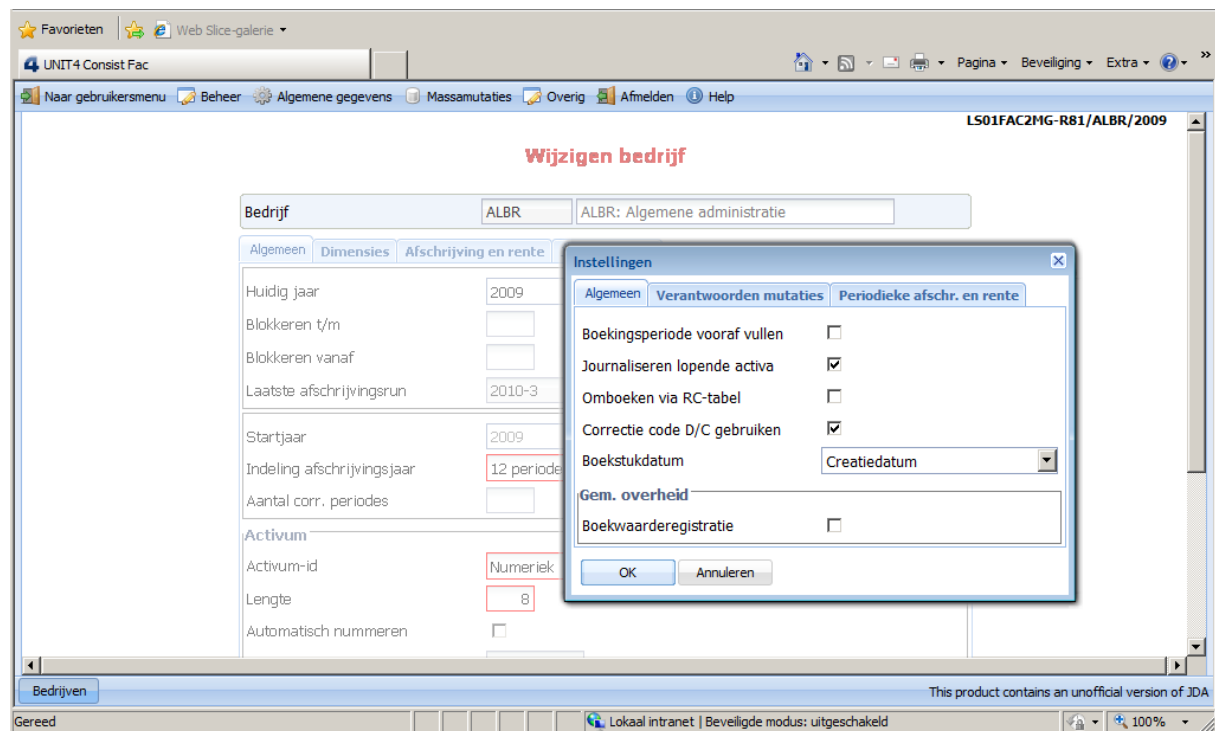 Favorieten Web Slice-galerie
UNIT4 Consist Fac Pagina Beveiliging Extra »
Naar gebruikersmenu Beheer Algemene gegevens Massamutaties Overig Afmelden Help
LS01FAC2MG-R81/ALBR/2009
Wijzigen bedrijf
Bedrijf ALBR ALBR: Algemene administratie
Algemeen Dimensies Afschrijving en rente
Huidig jaar 2009
Blokkeren t/m
Blokkeren vanaf
Laatste afschrijvingsrun 2010-3
Startjaar 2009
Indeling afschrijvingsjaar 12 periode
Aantal corr. periodes
Activum
Activum-id Numeriek
Lengte 8
Automatisch nummeren
Instellingen
Algemeen Verantwoorden mutaties Periodieke afschr. en rente
Boekingsperiode vooraf vullen
Journaliseren lopende activa
Omboeken via RC-tabel
Correctie code D/C gebruiken
Boekstukdatum Creatiedatum
Gem. overheid
Boekwaarderegistratie
OK Annuleren
Bedrijven This product contains an unofficial version of JDA
Gereed Lokaal intranet | Beveiligde modus: uitgeschakeld 100%